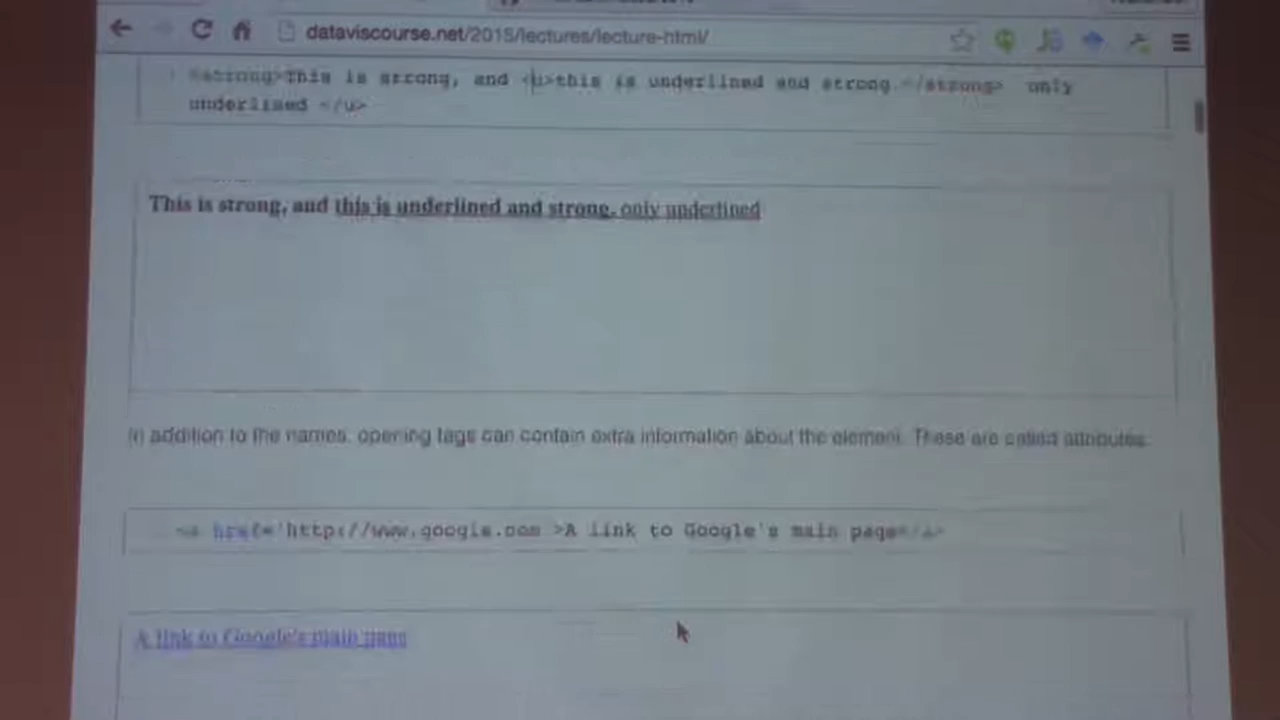 dataviscourse.net/2015/lectures/lecture-html/
<strong>This is strong, and <u>this is underlined and strong.</strong> only
underlined </u>
This is strong, and this is underlined and strong. only underlined
In addition to the names, opening tags can contain extra information about the element. These are called attributes:
<a href='http://www.google.com'>A link to Google's main page</a>
A link to Google's main page